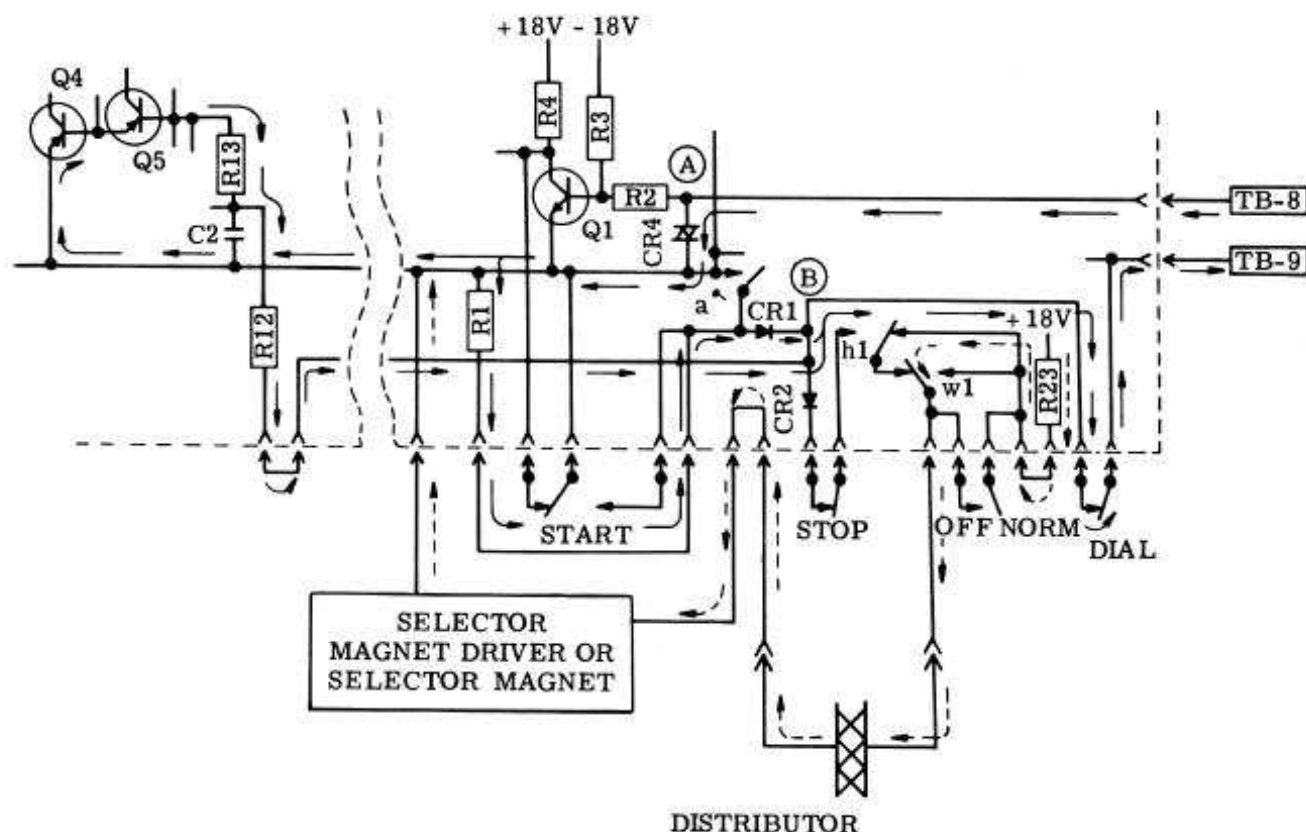 +18V -18V
Q4
Q5
R13
C2
R12
R4
R3
R2
Q1
A
CR4
TB-8
TB-9
B
a
CR1
R1
+18V
h1
w1
R23
CR2
START
STOP
OFF NORM
DIAL
SELECTOR
MAGNET DRIVER OR
SELECTOR MAGNET
DISTRIBUTOR